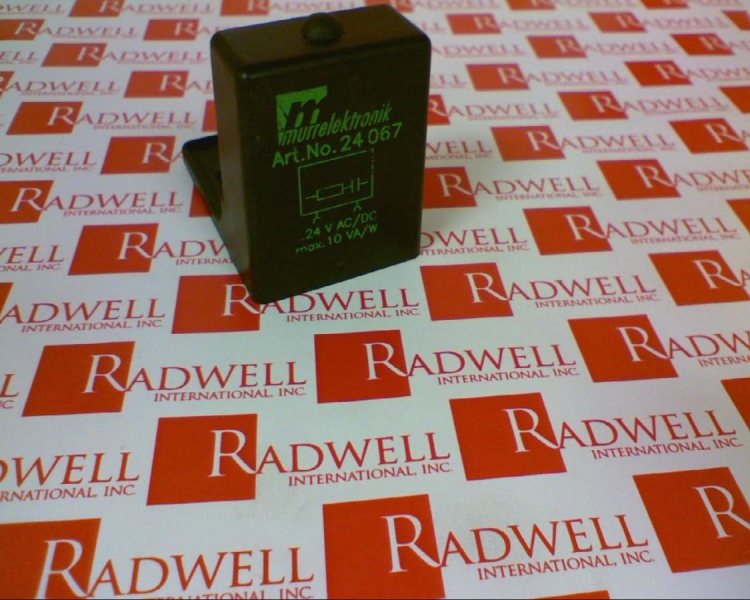 murrelektronik
Art.No. 24 067
24 V AC/DC
max. 10 VA/W
RADWELL
INTERNATIONAL, INC.